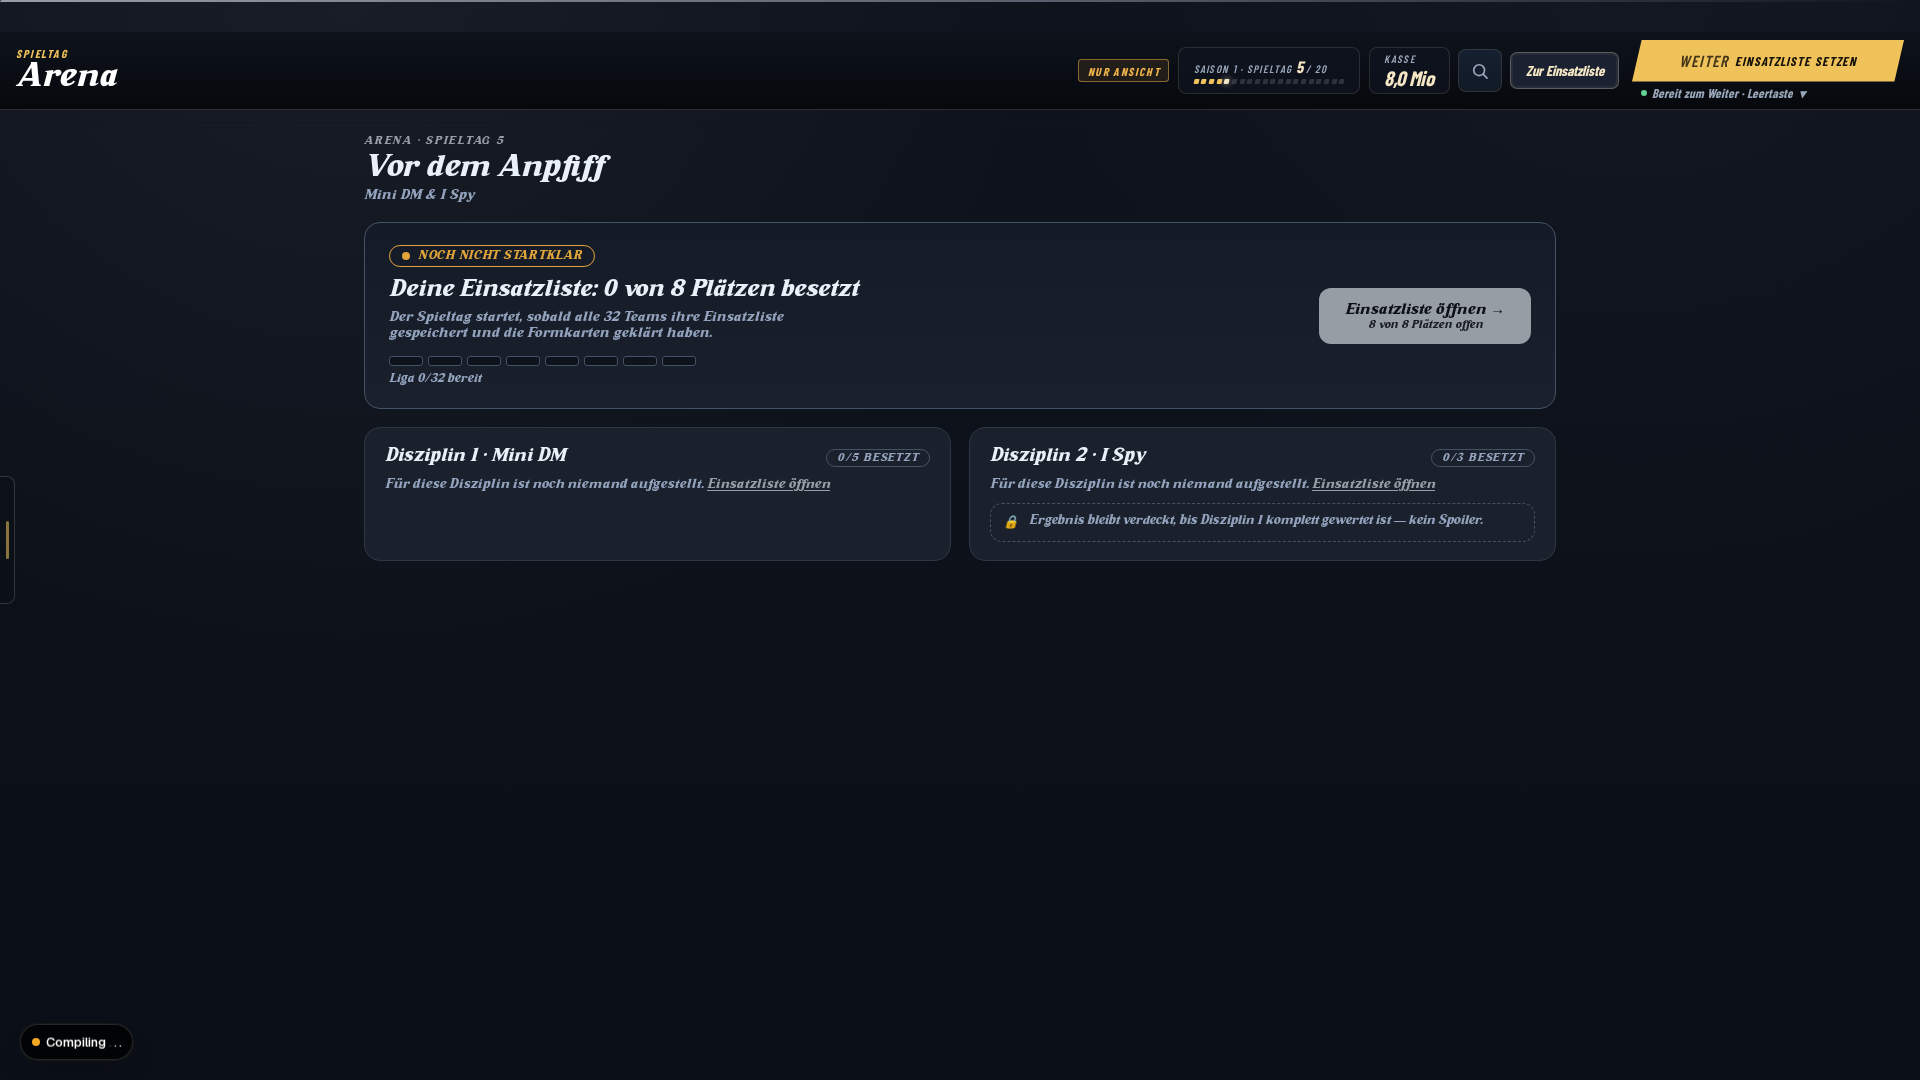 SPIELTAG
Arena
NUR ANSICHT
SAISON 1 · SPIELTAG 5 / 20
KASSE
8,0 Mio
Zur Einsatzliste
WEITER EINSATZLISTE SETZEN
Bereit zum Weiter · Leertaste ▼
ARENA · SPIELTAG 5
Vor dem Anpfiff
Mini DM & I Spy
NOCH NICHT STARTKLAR
Deine Einsatzliste: 0 von 8 Plätzen besetzt
Der Spieltag startet, sobald alle 32 Teams ihre Einsatzliste
gespeichert und die Formkarten geklärt haben.
Liga 0/32 bereit
Einsatzliste öffnen →
8 von 8 Plätzen offen
Disziplin 1 · Mini DM
0/5 BESETZT
Für diese Disziplin ist noch niemand aufgestellt. Einsatzliste öffnen
Disziplin 2 · I Spy
0/3 BESETZT
Für diese Disziplin ist noch niemand aufgestellt. Einsatzliste öffnen
🔒 Ergebnis bleibt verdeckt, bis Disziplin 1 komplett gewertet ist — kein Spoiler.
Compiling ..